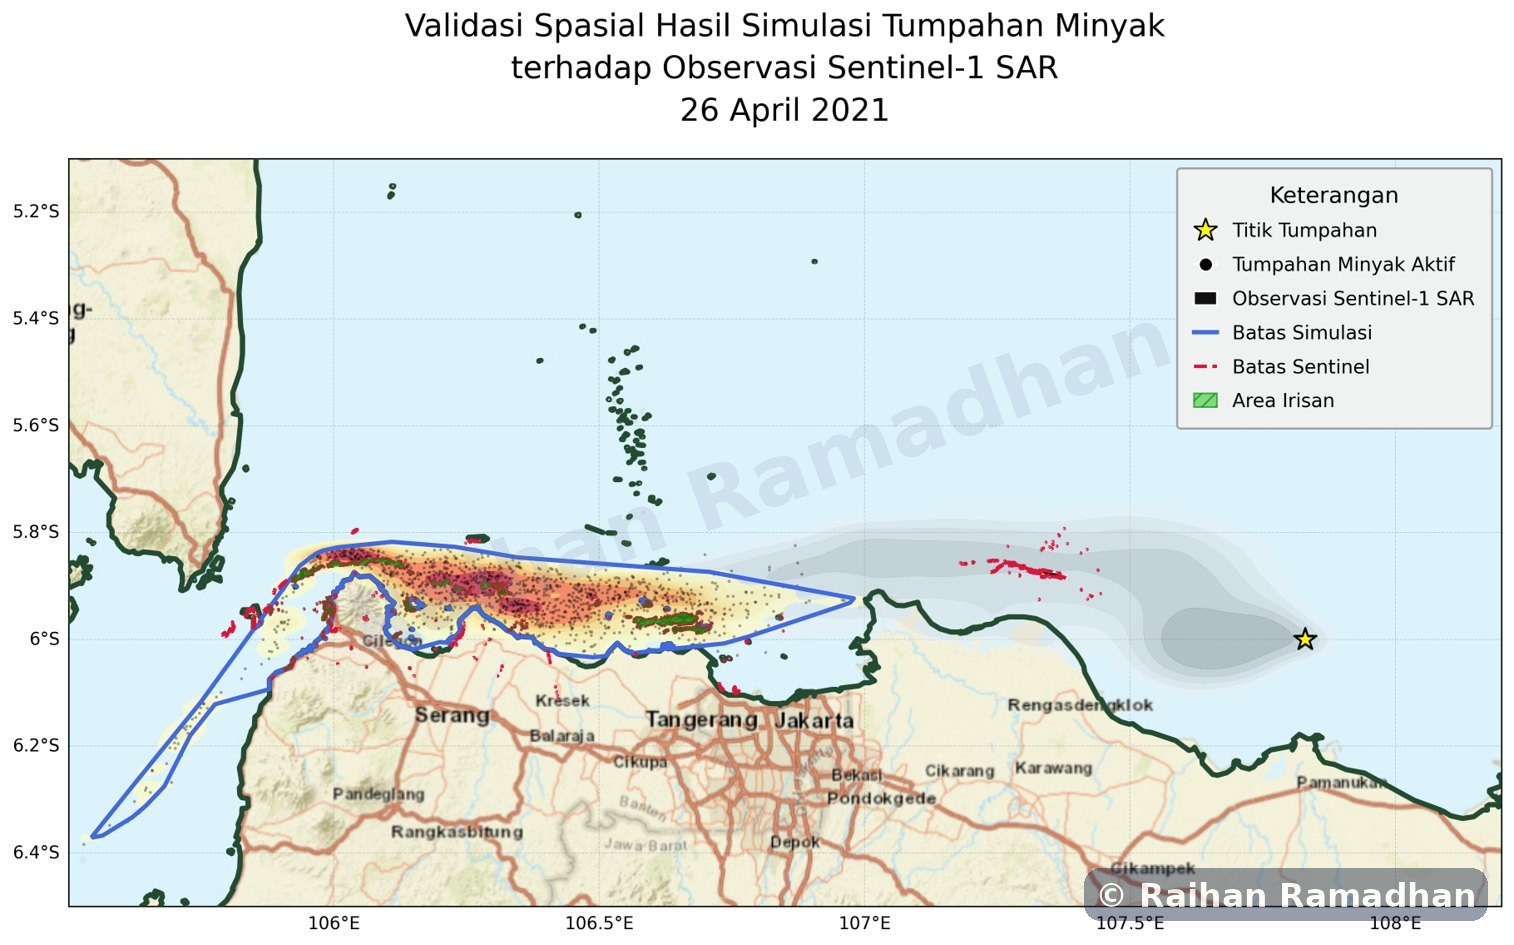 Validasi Spasial Hasil Simulasi Tumpahan Minyak
terhadap Observasi Sentinel-1 SAR
26 April 2021
Keterangan
Titik Tumpahan
Tumpahan Minyak Aktif
Observasi Sentinel-1 SAR
Batas Simulasi
Batas Sentinel
Area Irisan
5.2°S
5.4°S
5.6°S
5.8°S
6°S
6.2°S
6.4°S
han Ramadhan
Cilegon
Serang
Kresek
Balaraja
Cikupa
Tangerang
Jakarta
Rengasdengklok
Bekasi
Cikarang
Karawang
Pondokgede
Pamanukan
Pandeglang
Rangkasbitung
Banten
Jawa Barat
Depok
Cikampek
© Raihan Ramadhan
106°E
106.5°E
107°E
107.5°E
108°E